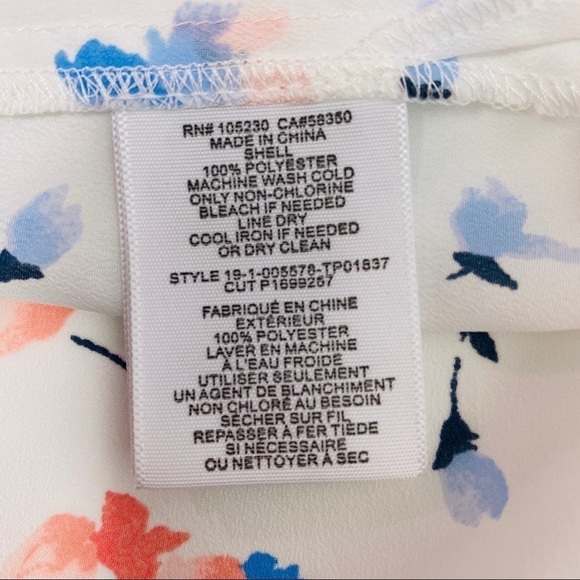 RN# 105230 CA#58350
MADE IN CHINA
SHELL
100% POLYESTER
MACHINE WASH COLD
ONLY NON-CHLORINE
BLEACH IF NEEDED
LINE DRY
COOL IRON IF NEEDED
OR DRY CLEAN
STYLE 19-1-005578-TP01837
CUT P1699267
FABRIQUÉ EN CHINE
EXTÉRIEUR
100% POLYESTER
LAVER EN MACHINE
À L'EAU FROIDE
UTILISER SEULEMENT
UN AGENT DE BLANCHIMENT
NON CHLORÉ AU BESOIN
SÉCHER SUR FIL
REPASSER À FER TIÈDE
SI NÉCESSAIRE
OU NETTOYER À SEC